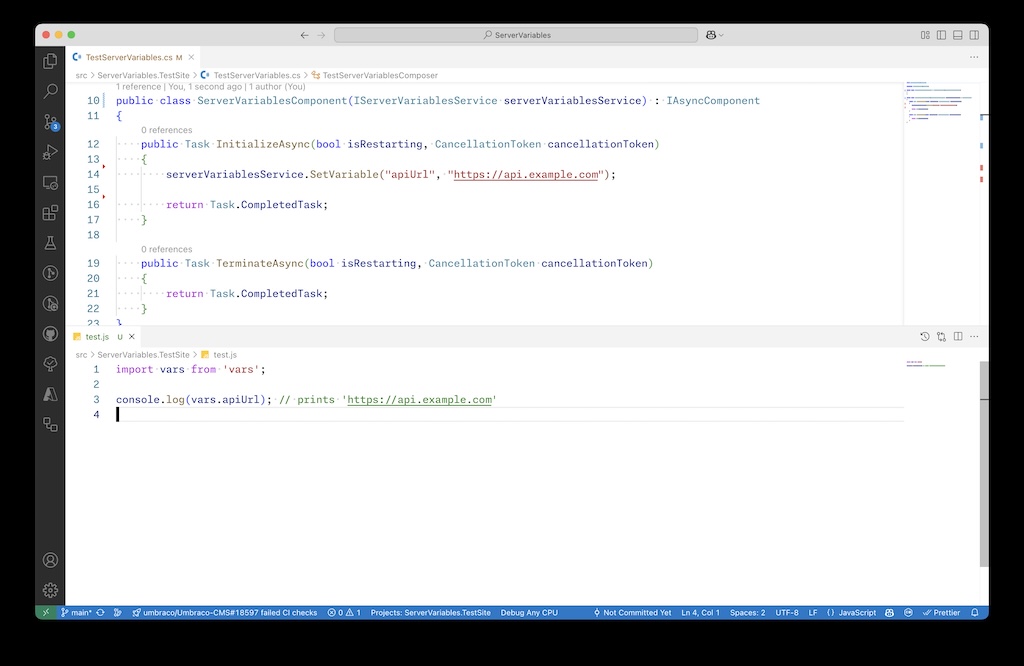 ServerVariables
TestServerVariables.cs M
src > ServerVariables.TestSite > TestServerVariables.cs > TestServerVariablesComposer
1 reference | You, 1 second ago | 1 author (You)
10 public class ServerVariablesComponent(IServerVariablesService serverVariablesService) : IAsyncComponent
11 {
0 references
12 public Task InitializeAsync(bool isRestarting, CancellationToken cancellationToken)
13 {
14 serverVariablesService.SetVariable("apiUrl", "https://api.example.com");
15
16 return Task.CompletedTask;
17 }
18
0 references
19 public Task TerminateAsync(bool isRestarting, CancellationToken cancellationToken)
20 {
21 return Task.CompletedTask;
22 }
23 }
test.js U
src > ServerVariables.TestSite > test.js
1 import vars from 'vars';
2
3 console.log(vars.apiUrl); // prints 'https://api.example.com'
4
3
main* umbraco/Umbraco-CMS#18597 failed CI checks 0 1 Projects: ServerVariables.TestSite Debug Any CPU Not Committed Yet Ln 4, Col 1 Spaces: 2 UTF-8 LF {} JavaScript Prettier